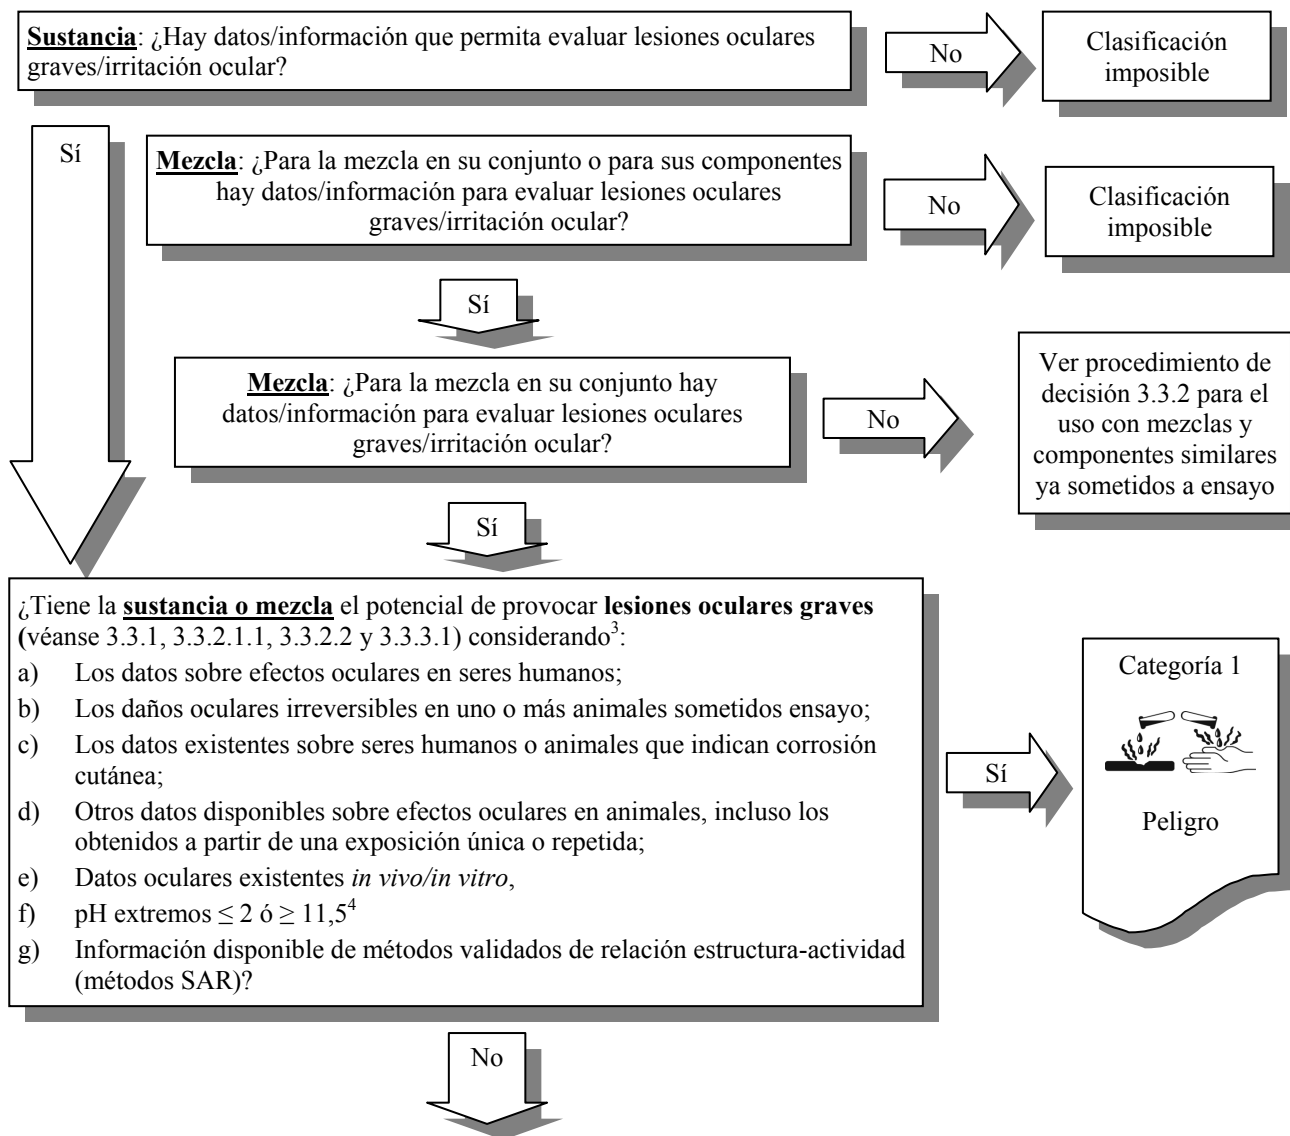 Sustancia: ¿Hay datos/información que permita evaluar lesiones oculares
graves/irritación ocular?
No
Clasificación
imposible
Sí
Mezcla: ¿Para la mezcla en su conjunto o para sus componentes
hay datos/información para evaluar lesiones oculares
graves/irritación ocular?
No
Clasificación
imposible
Sí
Mezcla: ¿Para la mezcla en su conjunto hay
datos/información para evaluar lesiones oculares
graves/irritación ocular?
No
Ver procedimiento de
decisión 3.3.2 para el
uso con mezclas y
componentes similares
ya sometidos a ensayo
Sí
¿Tiene la sustancia o mezcla el potencial de provocar lesiones oculares graves
(véanse 3.3.1, 3.3.2.1.1, 3.3.2.2 y 3.3.3.1) considerando³:
a) Los datos sobre efectos oculares en seres humanos;
b) Los daños oculares irreversibles en uno o más animales sometidos ensayo;
c) Los datos existentes sobre seres humanos o animales que indican corrosión
cutánea;
d) Otros datos disponibles sobre efectos oculares en animales, incluso los
obtenidos a partir de una exposición única o repetida;
e) Datos oculares existentes in vivo/in vitro,
f) pH extremos ≤ 2 ó ≥ 11,5⁴
g) Información disponible de métodos validados de relación estructura-actividad
(métodos SAR)?
Sí
Categoría 1
Peligro
No